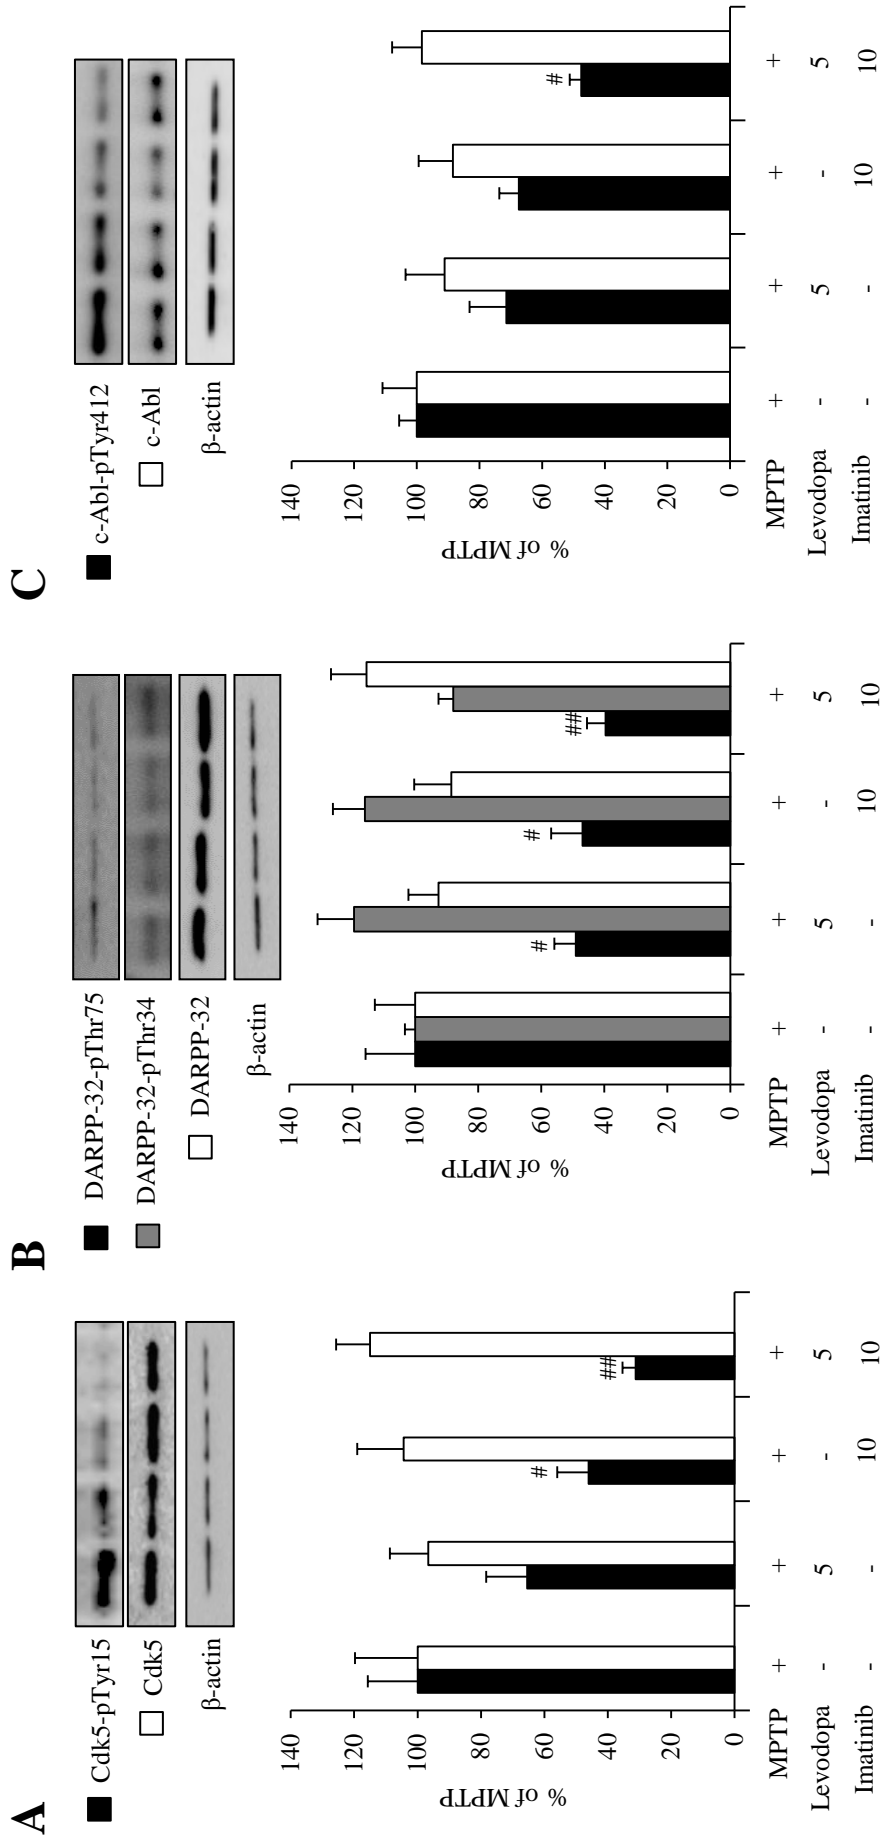 A
Cdk5-pTyr15
Cdk5
β-actin
% of MPTP
140
120
100
80
60
40
20
0
# ##
MPTP + + + +
Levodopa - 5 - 5
Imatinib - - 10 10
B
DARPP-32-pThr75
DARPP-32-pThr34
DARPP-32
β-actin
% of MPTP
140
120
100
80
60
40
20
0
# # ##
MPTP + + + +
Levodopa - 5 - 5
Imatinib - - 10 10
C
c-Abl-pTyr412
c-Abl
β-actin
% of MPTP
140
120
100
80
60
40
20
0
#
MPTP + + + +
Levodopa - 5 - 5
Imatinib - - 10 10